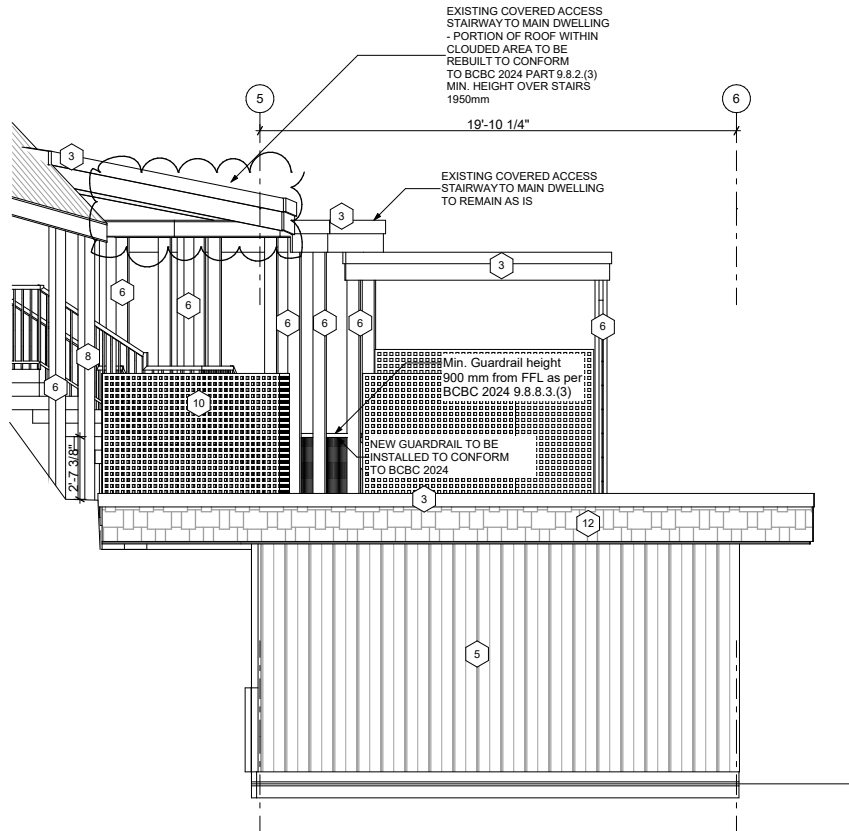 EXISTING COVERED ACCESS
STAIRWAY TO MAIN DWELLING
- PORTION OF ROOF WITHIN
CLOUDED AREA TO BE
REBUILT TO CONFORM
TO BCBC 2024 PART 9.8.2.(3)
MIN. HEIGHT OVER STAIRS
1950mm
5
6
19'-10 1/4"
3
EXISTING COVERED ACCESS
STAIRWAY TO MAIN DWELLING
TO REMAIN AS IS
3
3
6
6
6
6
6
6
8
6
10
Min. Guardrail height
900 mm from FFL as per
BCBC 2024 9.8.8.3.(3)
NEW GUARDRAIL TO BE
INSTALLED TO CONFORM
TO BCBC 2024
2'-7 3/8"
3
12
5